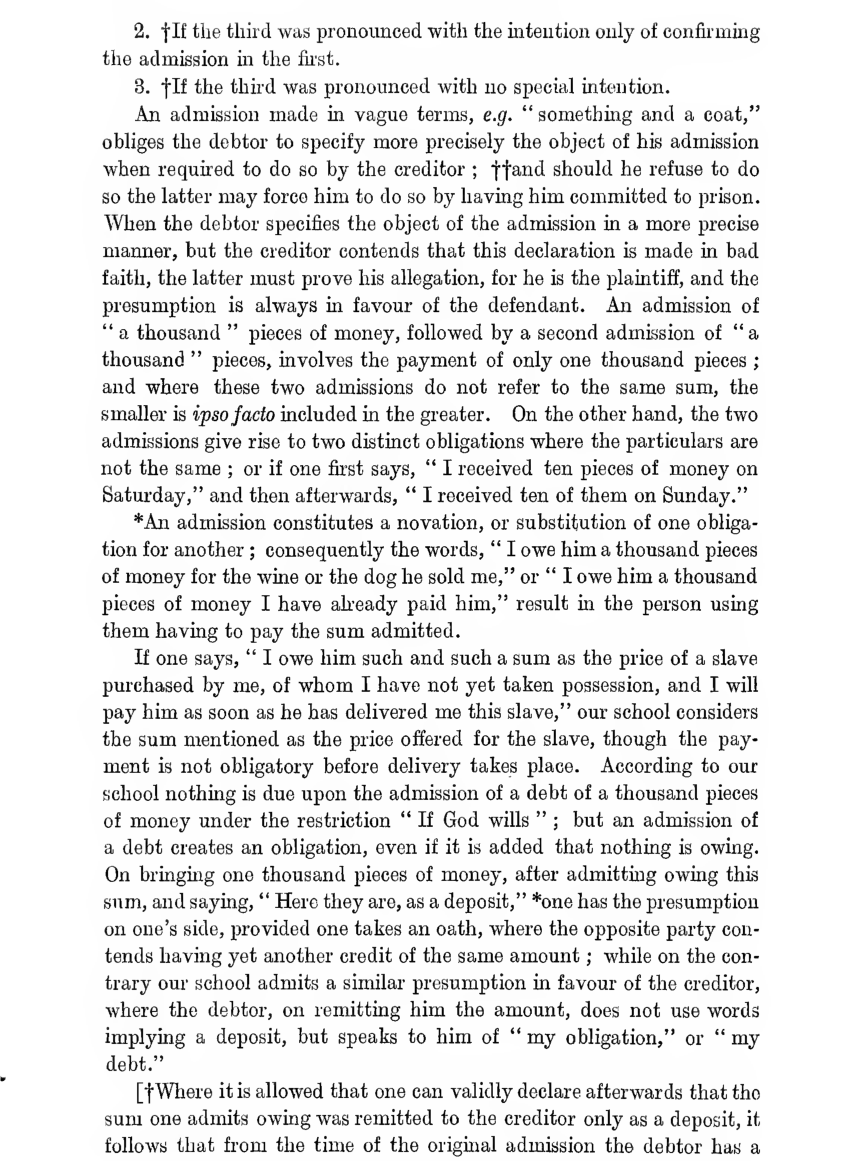 2. †If the third was pronounced with the intention only of confirming
the admission in the first.
3. †If the third was pronounced with no special intention.
An admission made in vague terms, e.g. “something and a coat,”
obliges the debtor to specify more precisely the object of his admission
when required to do so by the creditor ; ††and should he refuse to do
so the latter may force him to do so by having him committed to prison.
When the debtor specifies the object of the admission in a more precise
manner, but the creditor contends that this declaration is made in bad
faith, the latter must prove his allegation, for he is the plaintiff, and the
presumption is always in favour of the defendant. An admission of
“a thousand” pieces of money, followed by a second admission of “a
thousand” pieces, involves the payment of only one thousand pieces ;
and where these two admissions do not refer to the same sum, the
smaller is ipso facto included in the greater. On the other hand, the two
admissions give rise to two distinct obligations where the particulars are
not the same ; or if one first says, “I received ten pieces of money on
Saturday,” and then afterwards, “I received ten of them on Sunday.”
*An admission constitutes a novation, or substitution of one obliga-
tion for another ; consequently the words, “I owe him a thousand pieces
of money for the wine or the dog he sold me,” or “I owe him a thousand
pieces of money I have already paid him,” result in the person using
them having to pay the sum admitted.
If one says, “I owe him such and such a sum as the price of a slave
purchased by me, of whom I have not yet taken possession, and I will
pay him as soon as he has delivered me this slave,” our school considers
the sum mentioned as the price offered for the slave, though the pay-
ment is not obligatory before delivery takes place. According to our
school nothing is due upon the admission of a debt of a thousand pieces
of money under the restriction “If God wills” ; but an admission of
a debt creates an obligation, even if it is added that nothing is owing.
On bringing one thousand pieces of money, after admitting owing this
sum, and saying, “Here they are, as a deposit,” *one has the presumption
on one’s side, provided one takes an oath, where the opposite party con-
tends having yet another credit of the same amount ; while on the con-
trary our school admits a similar presumption in favour of the creditor,
where the debtor, on remitting him the amount, does not use words
implying a deposit, but speaks to him of “my obligation,” or “my
debt.”
[†Where it is allowed that one can validly declare afterwards that the
sum one admits owing was remitted to the creditor only as a deposit, it
follows that from the time of the original admission the debtor has a